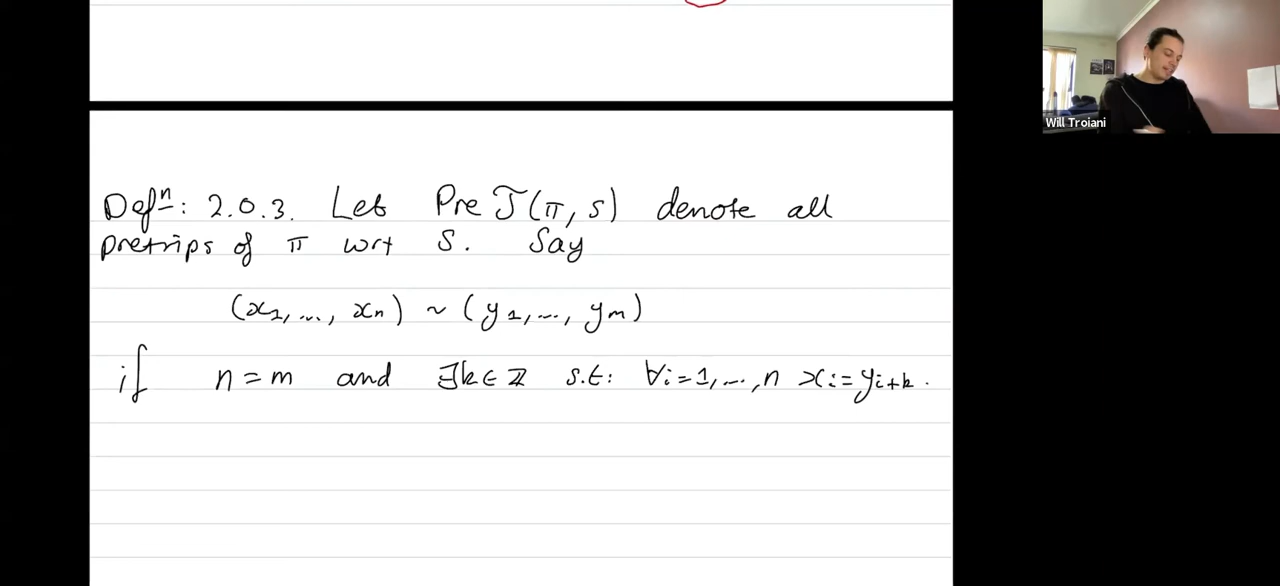 Defⁿ: 2.0.3. Let Pre𝒯(π, S) denote all
pretrips of π wrt S. Say
(x₁, ..., xₙ) ~ (y₁, ..., yₘ)
if n = m and ∃k ∈ ℤ s.t: ∀i = 1, ..., n xᵢ = yᵢ₊ₖ.
Will Troiani